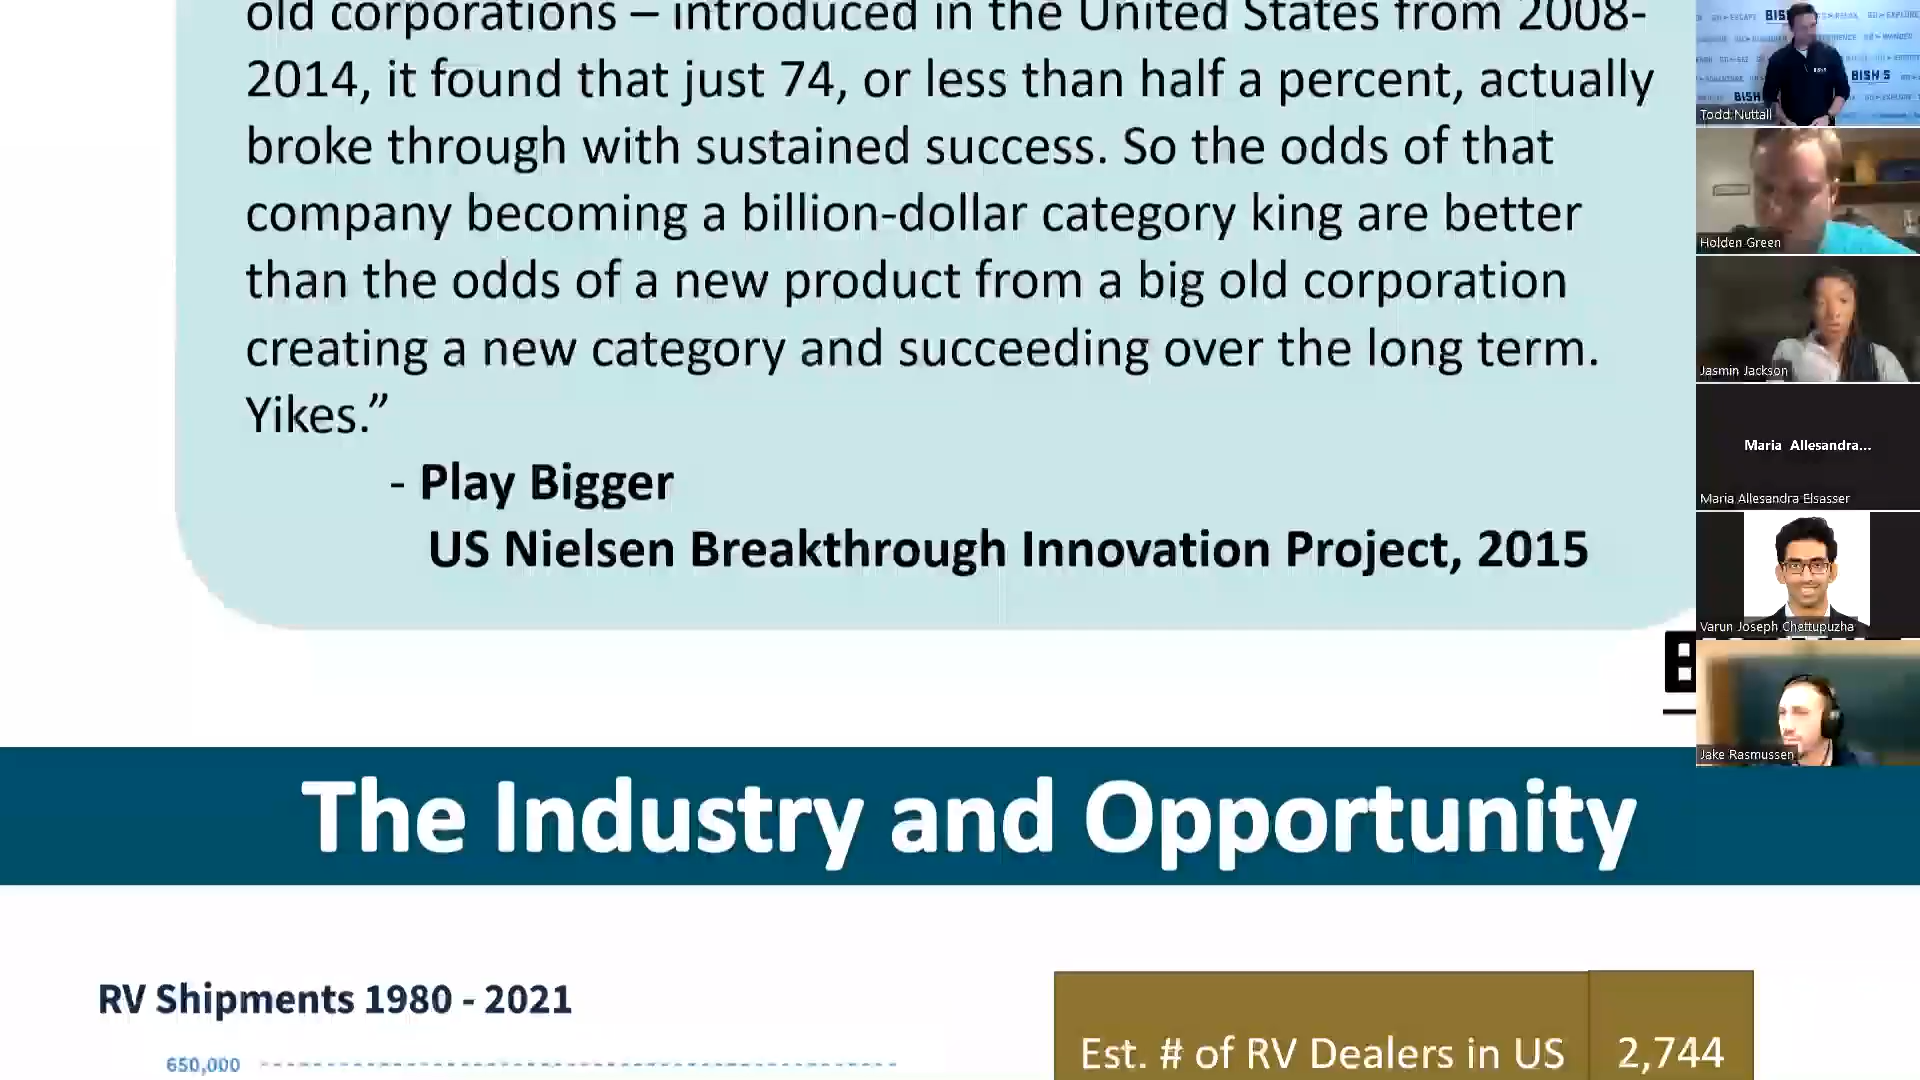 old corporations – introduced in the United States from 2008-
2014, it found that just 74, or less than half a percent, actually
broke through with sustained success. So the odds of that
company becoming a billion-dollar category king are better
than the odds of a new product from a big old corporation
creating a new category and succeeding over the long term.
Yikes.”
- Play Bigger
US Nielsen Breakthrough Innovation Project, 2015
The Industry and Opportunity
RV Shipments 1980 - 2021
650,000
Est. # of RV Dealers in US 2,744
BISH'S
Todd Nuttall
Holden Green
Jasmin Jackson
Maria Allesandra...
Maria Allesandra Elsasser
Varun Joseph Chettupuzha
Jake Rasmussen